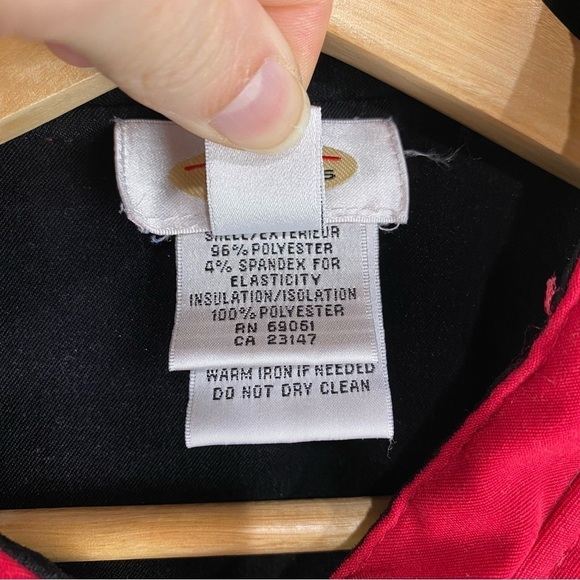 S
SHELL/EXTERIEUR
96% POLYESTER
4% SPANDEX FOR
ELASTICITY
INSULATION/ISOLATION
100% POLYESTER
RN 69061
CA 23147
WARM IRON IF NEEDED
DO NOT DRY CLEAN